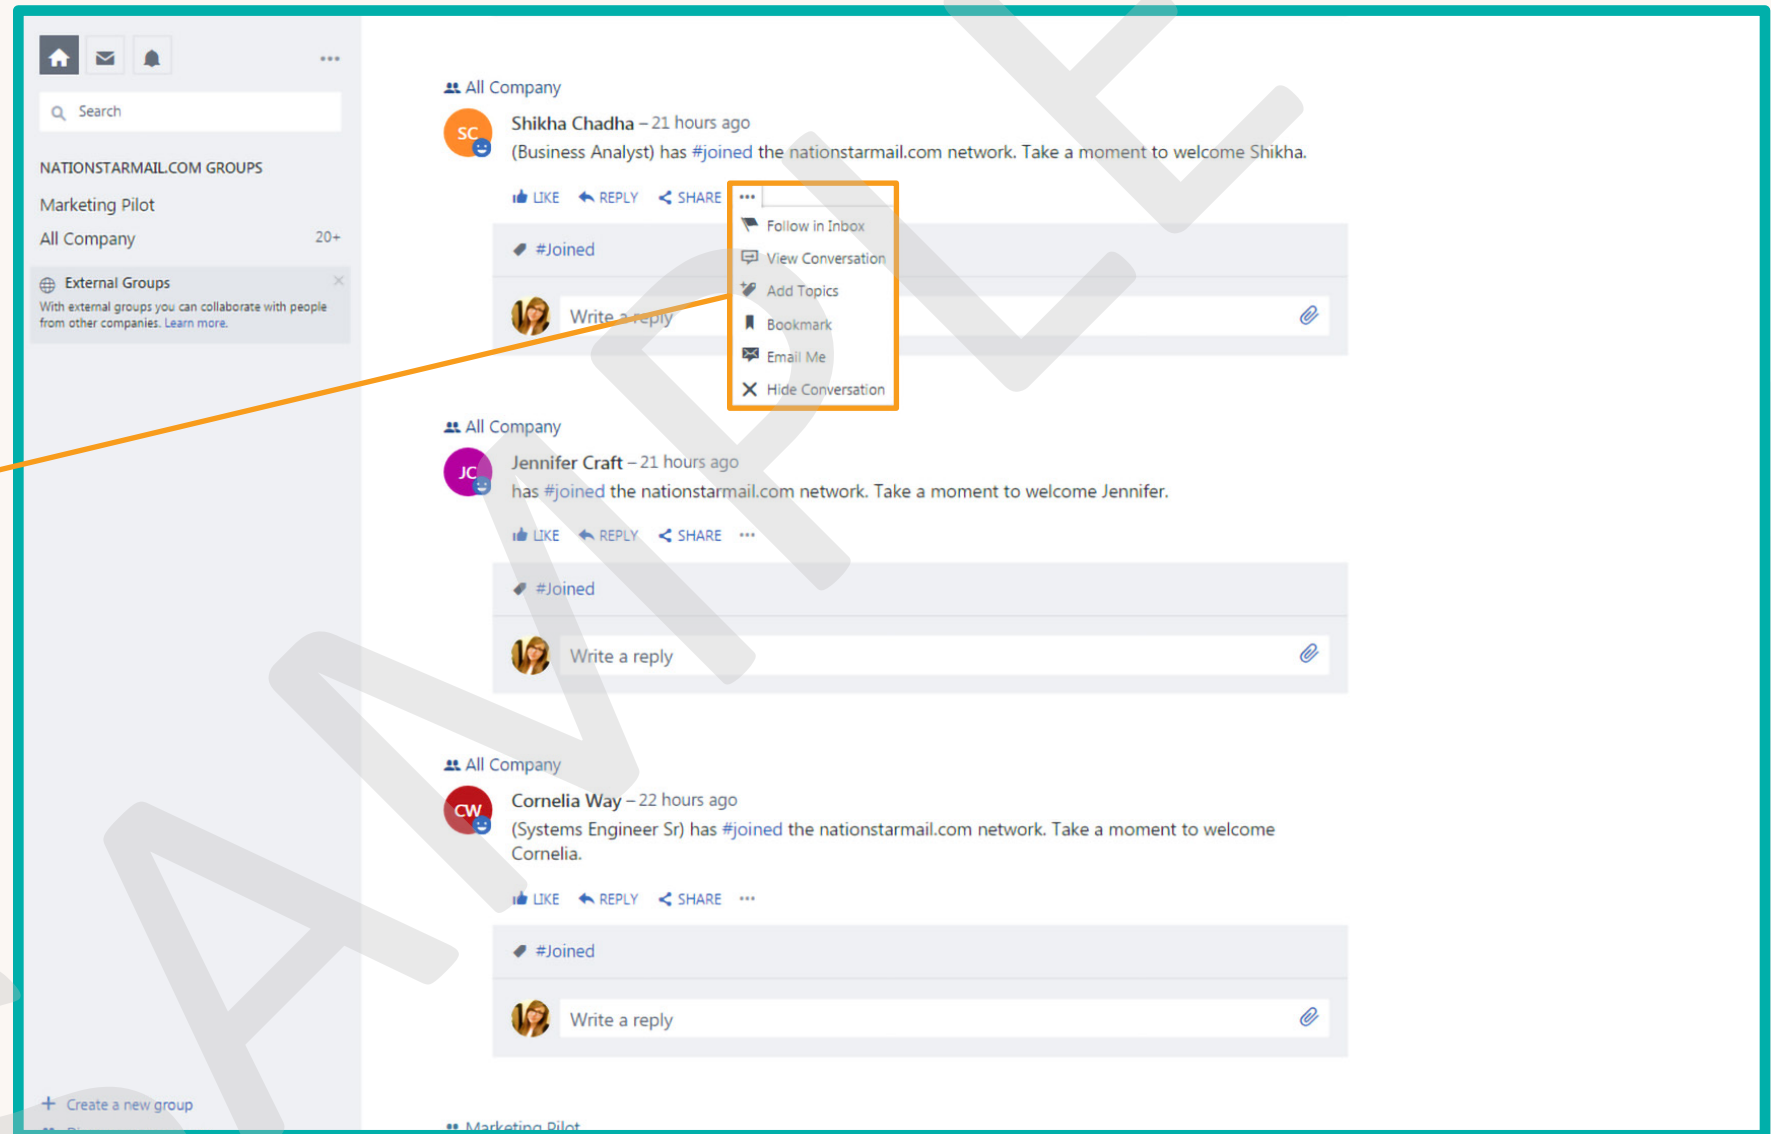 Search
NATIONSTARMAIL.COM GROUPS
Marketing Pilot
All Company 20+
External Groups
With external groups you can collaborate with people
from other companies. Learn more.
+ Create a new group
All Company
SC
Shikha Chadha – 21 hours ago
(Business Analyst) has #joined the nationstarmail.com network. Take a moment to welcome Shikha.
LIKE REPLY SHARE ...
Follow in Inbox
View Conversation
Add Topics
Bookmark
Email Me
Hide Conversation
#Joined
Write a reply
All Company
JC
Jennifer Craft – 21 hours ago
has #joined the nationstarmail.com network. Take a moment to welcome Jennifer.
LIKE REPLY SHARE ...
#Joined
Write a reply
All Company
CW
Cornelia Way – 22 hours ago
(Systems Engineer Sr) has #joined the nationstarmail.com network. Take a moment to welcome
Cornelia.
LIKE REPLY SHARE ...
#Joined
Write a reply
Marketing Pilot
SAMPLE